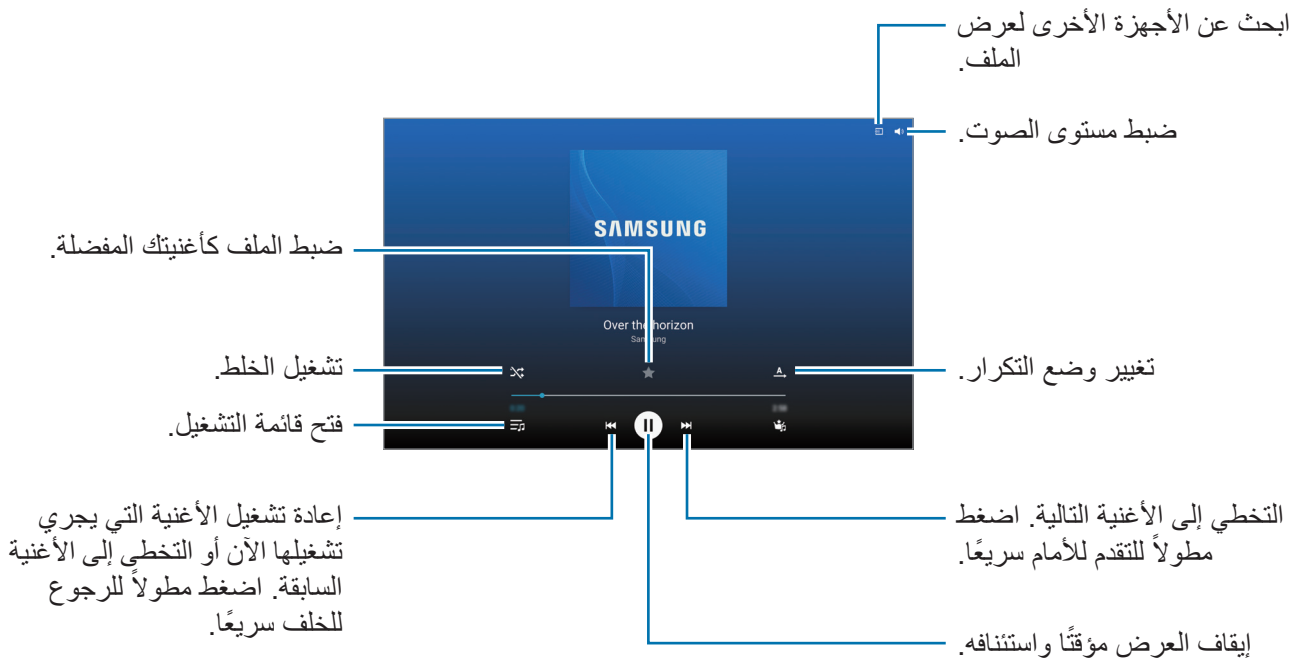 ابحث عن الأجهزة الأخرى لعرض
الملف.
ضبط مستوى الصوت.
SAMSUNG
ضبط الملف كأغنيتك المفضلة.
Over the horizon
Samsung
تشغيل الخلط.
تغيير وضع التكرار.
فتح قائمة التشغيل.
إعادة تشغيل الأغنية التي يجري
تشغيلها الآن أو التخطي إلى الأغنية
السابقة. اضغط مطولاً للرجوع
للخلف سريعًا.
التخطي إلى الأغنية التالية. اضغط
مطولاً للتقدم للأمام سريعًا.
إيقاف العرض مؤقتًا واستئنافه.